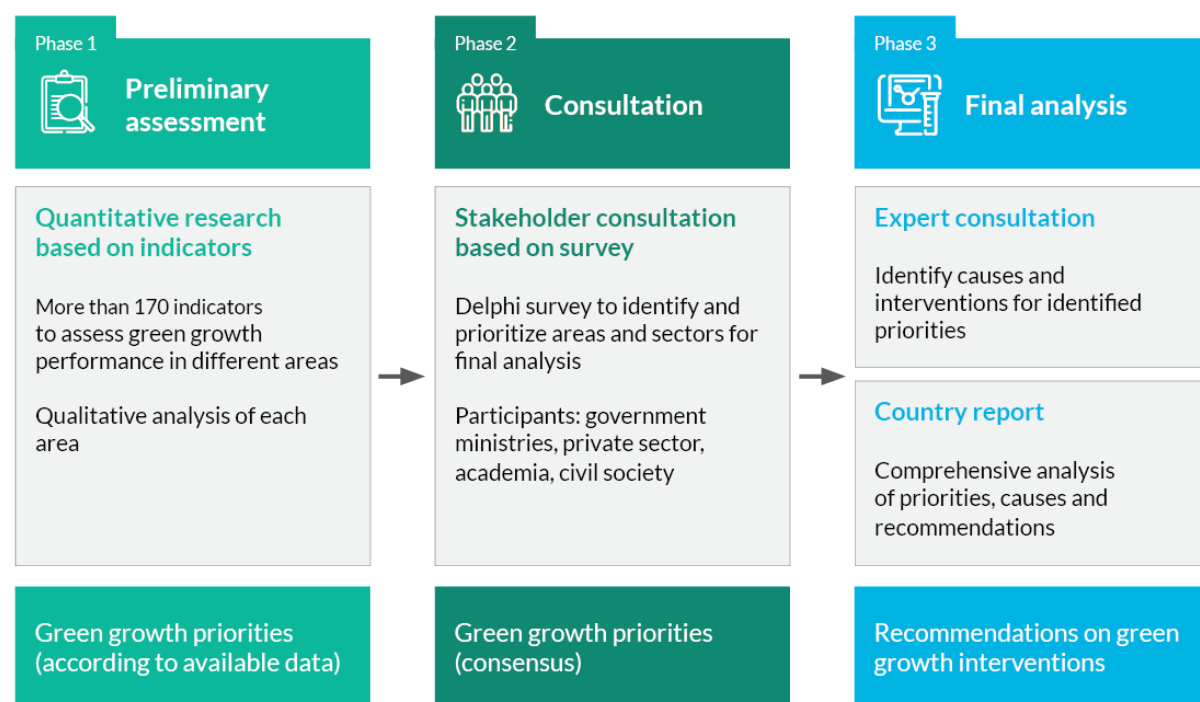 Phase 1
Preliminary
assessment
Quantitative research
based on indicators
More than 170 indicators
to assess green growth
performance in different areas
Qualitative analysis of each
area
Green growth priorities
(according to available data)
Phase 2
Consultation
Stakeholder consultation
based on survey
Delphi survey to identify and
prioritize areas and sectors for
final analysis
Participants: government
ministries, private sector,
academia, civil society
Green growth priorities
(consensus)
Phase 3
Final analysis
Expert consultation
Identify causes and
interventions for identified
priorities
Country report
Comprehensive analysis
of priorities, causes and
recommendations
Recommendations on green
growth interventions